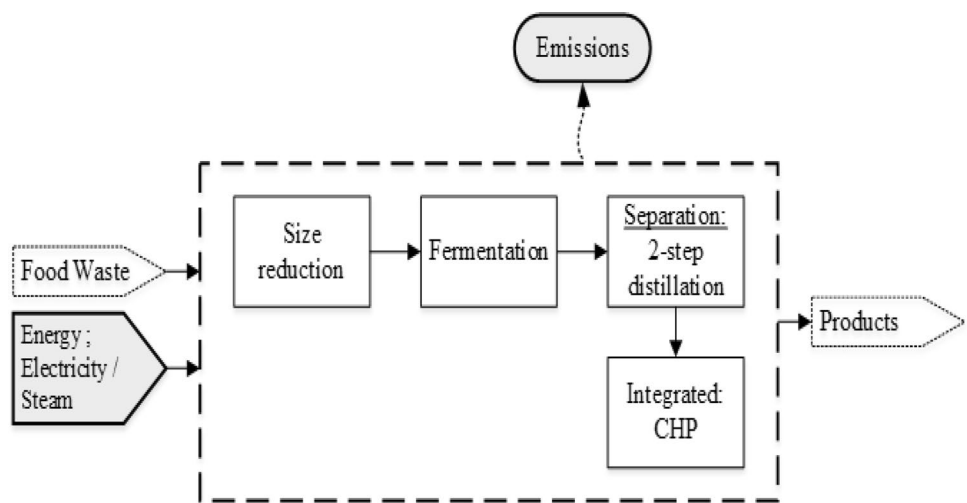 Emissions
Size
reduction
Fermentation
Separation:
2-step
distillation
Food Waste
Energy ;
Electricity /
Steam
Products
Integrated:
CHP